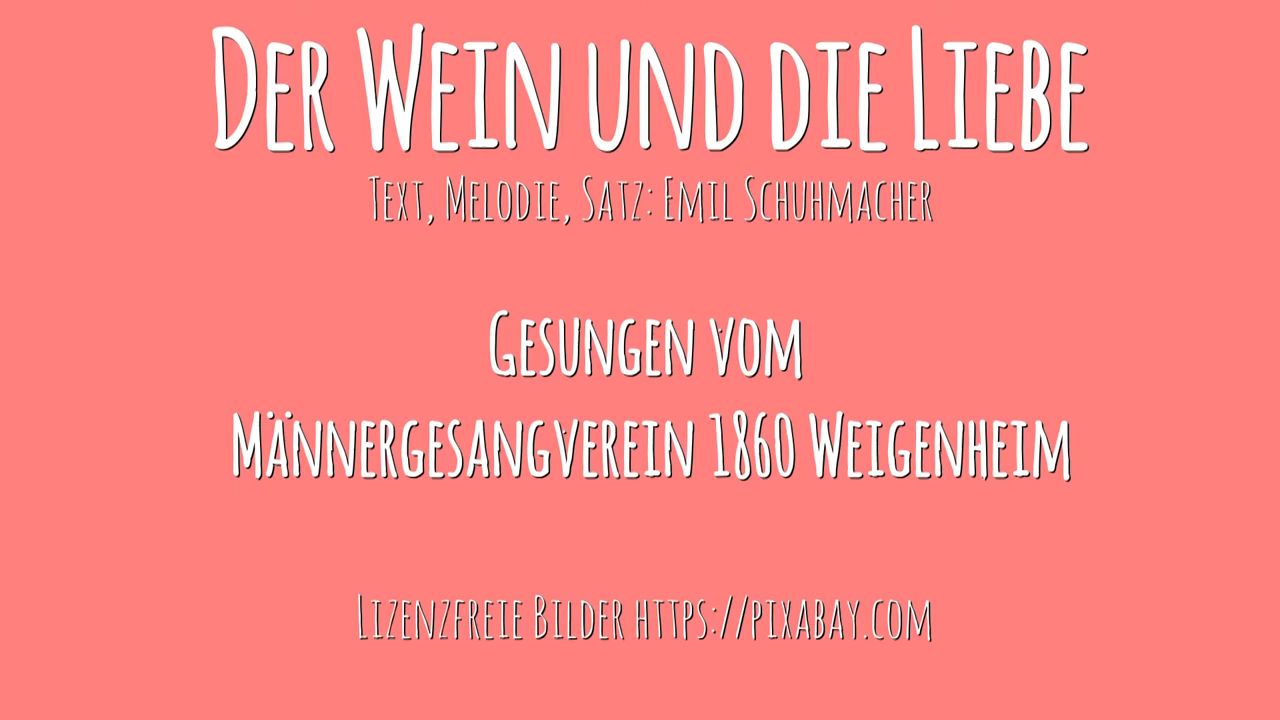 Der Wein und die Liebe
Text, Melodie, Satz: Emil Schuhmacher
Gesungen vom
Männergesangverein 1860 Weigenheim
Lizenzfreie Bilder https://pixabay.com